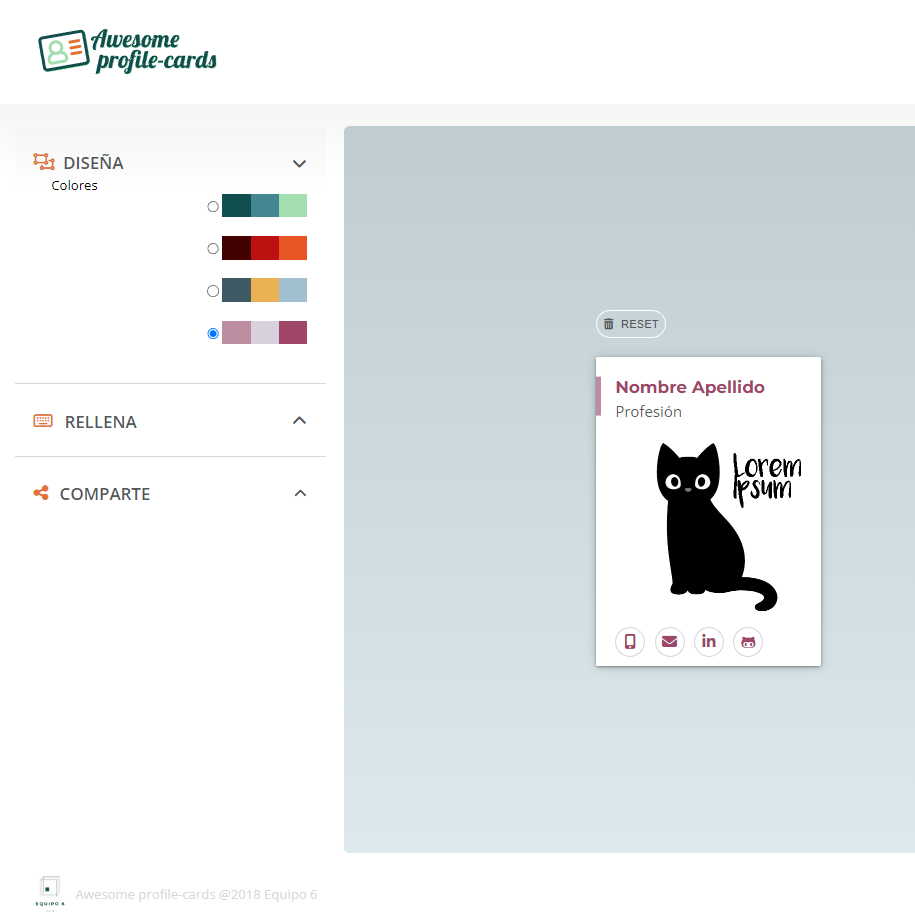 Awesome
profile-cards
DISEÑA
Colores
RESET
Nombre Apellido
Profesión
RELLENA
Lorem
Ipsum
COMPARTE
in
EQUIPO 6
Awesome profile-cards @2018 Equipo 6